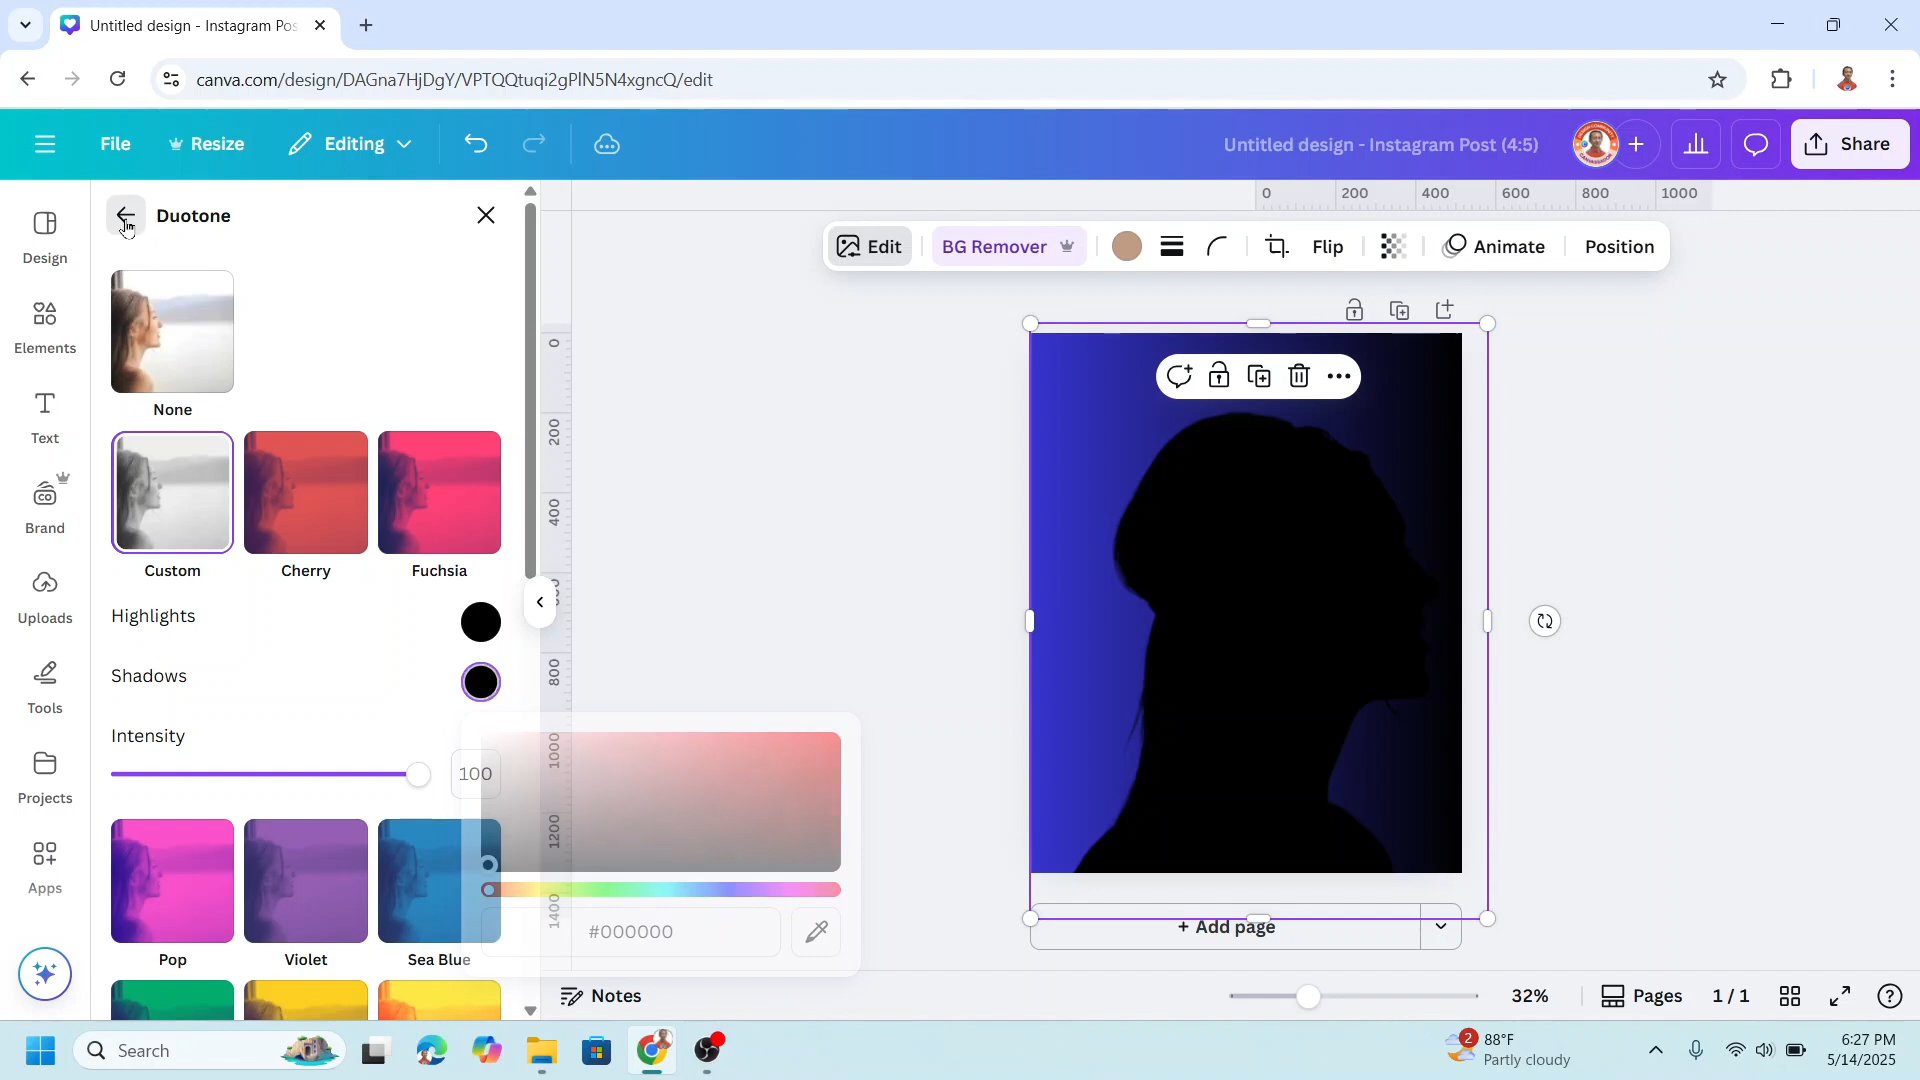 Untitled design - Instagram Pos
canva.com/design/DAGna7HjDgY/VPTQQtuqi2gPlN5N4xgncQ/edit
File
Resize
Editing
Untitled design - Instagram Post (4:5)
Share
Design
Elements
Text
Brand
Uploads
Tools
Projects
Apps
Duotone
None
Custom
Cherry
Fuchsia
Highlights
Shadows
Intensity
100
Pop
Violet
Sea Blue
#000000
0 200 400 600 800 1000
0
200
400
800
1000
1200
1400
Edit
BG Remover
Flip
Animate
Position
+ Add page
Notes
32%
Pages
1 / 1
Search
2
88°F
Partly cloudy
6:27 PM
5/14/2025